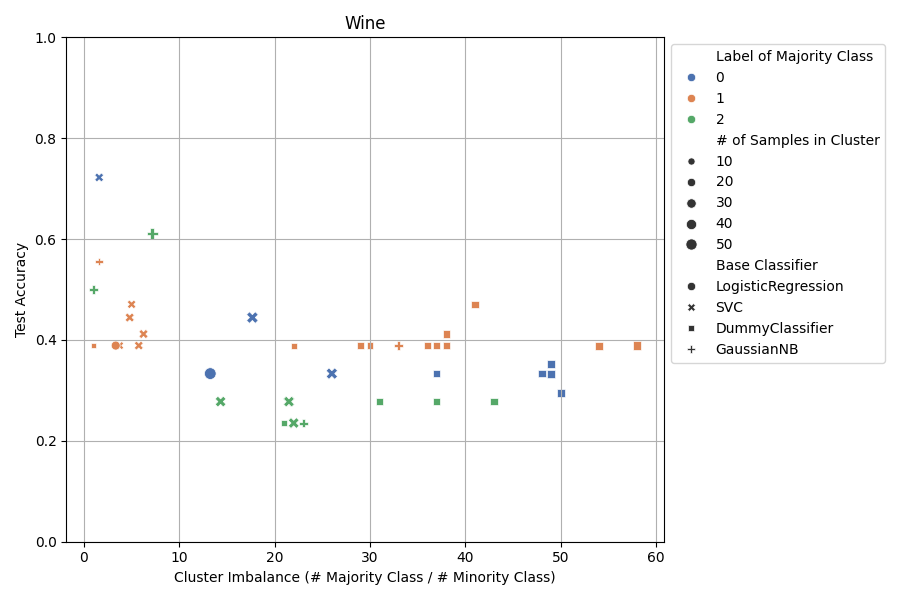 Wine
Test Accuracy
1.0
0.8
0.6
0.4
0.2
0.0
0 10 20 30 40 50 60
Cluster Imbalance (# Majority Class / # Minority Class)
Label of Majority Class
0
1
2
# of Samples in Cluster
10
20
30
40
50
Base Classifier
LogisticRegression
SVC
DummyClassifier
GaussianNB